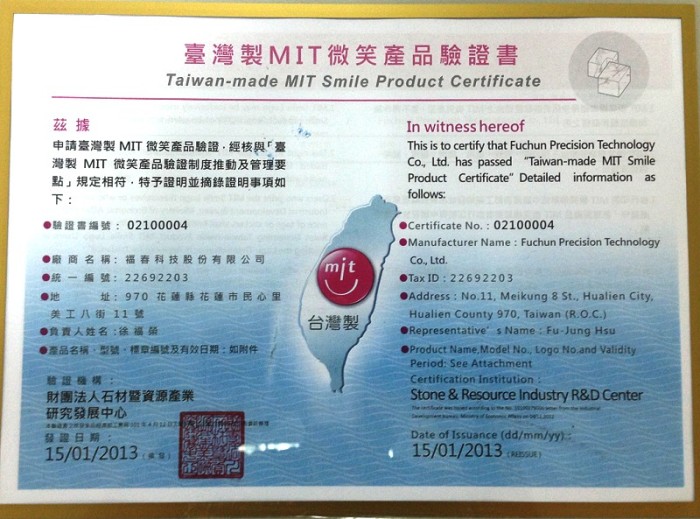 臺灣製MIT微笑產品驗證書
Taiwan-made MIT Smile Product Certificate
茲據
申請臺灣製 MIT 微笑產品驗證，經核與「臺
灣製 MIT 微笑產品驗證制度推動及管理要
點」規定相符，特予證明並摘錄證明事項如
下：
●驗證書編號： 02100004
●廠商名稱: 福春科技股份有限公司
●統一編號: 22692203
●地 址: 970 花蓮縣花蓮市民心里
美工八街 11 號
●負責人姓名:徐福榮
●產品名稱、型號、標章編號及有效日期：如附件
驗證機構：
財團法人石材暨資源產業
研究發展中心
發證日期：
15/01/2013
mit
台灣製
In witness hereof
This is to certify that Fuchun Precision Technology
Co., Ltd. has passed “Taiwan-made MIT Smile
Product Certificate” Detailed information as
follows:
●Certificate No. : 02100004
●Manufacturer Name : Fuchun Precision Technology
Co., Ltd.
●Tax ID : 22692203
●Address : No.11, Meikung 8 St., Hualien City,
Hualien County 970, Taiwan (R.O.C.)
●Representative’s Name : Fu-Jung Hsu
●Product Name,Model No., Logo No.and Validity
Period: See Attachment
Certification Institution :
Stone & Resource Industry R&D Center
Date of Issuance (dd/mm/yy) :
15/01/2013 (REISSUE)